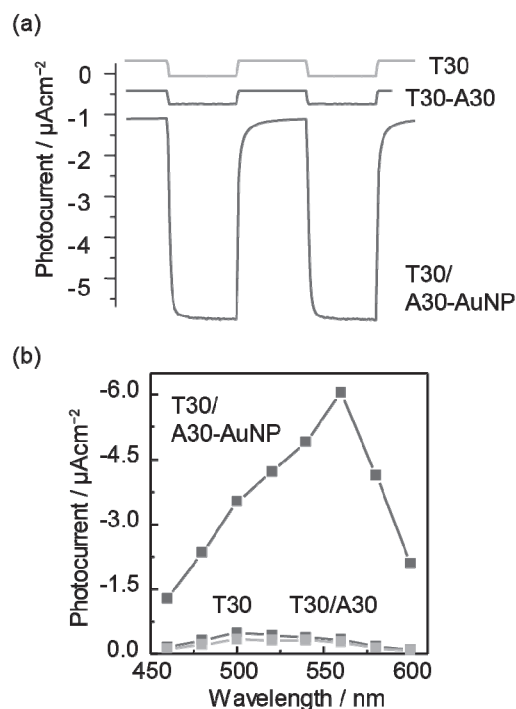 (a)
0
-1
-2
-3
-4
-5
Photocurrent / μAcm⁻²
T30
T30-A30
T30/
A30-AuNP
(b)
-6.0
-4.5
-3.0
-1.5
0.0
Photocurrent / μAcm⁻²
T30/
A30-AuNP
T30 T30/A30
450 500 550 600
Wavelength / nm